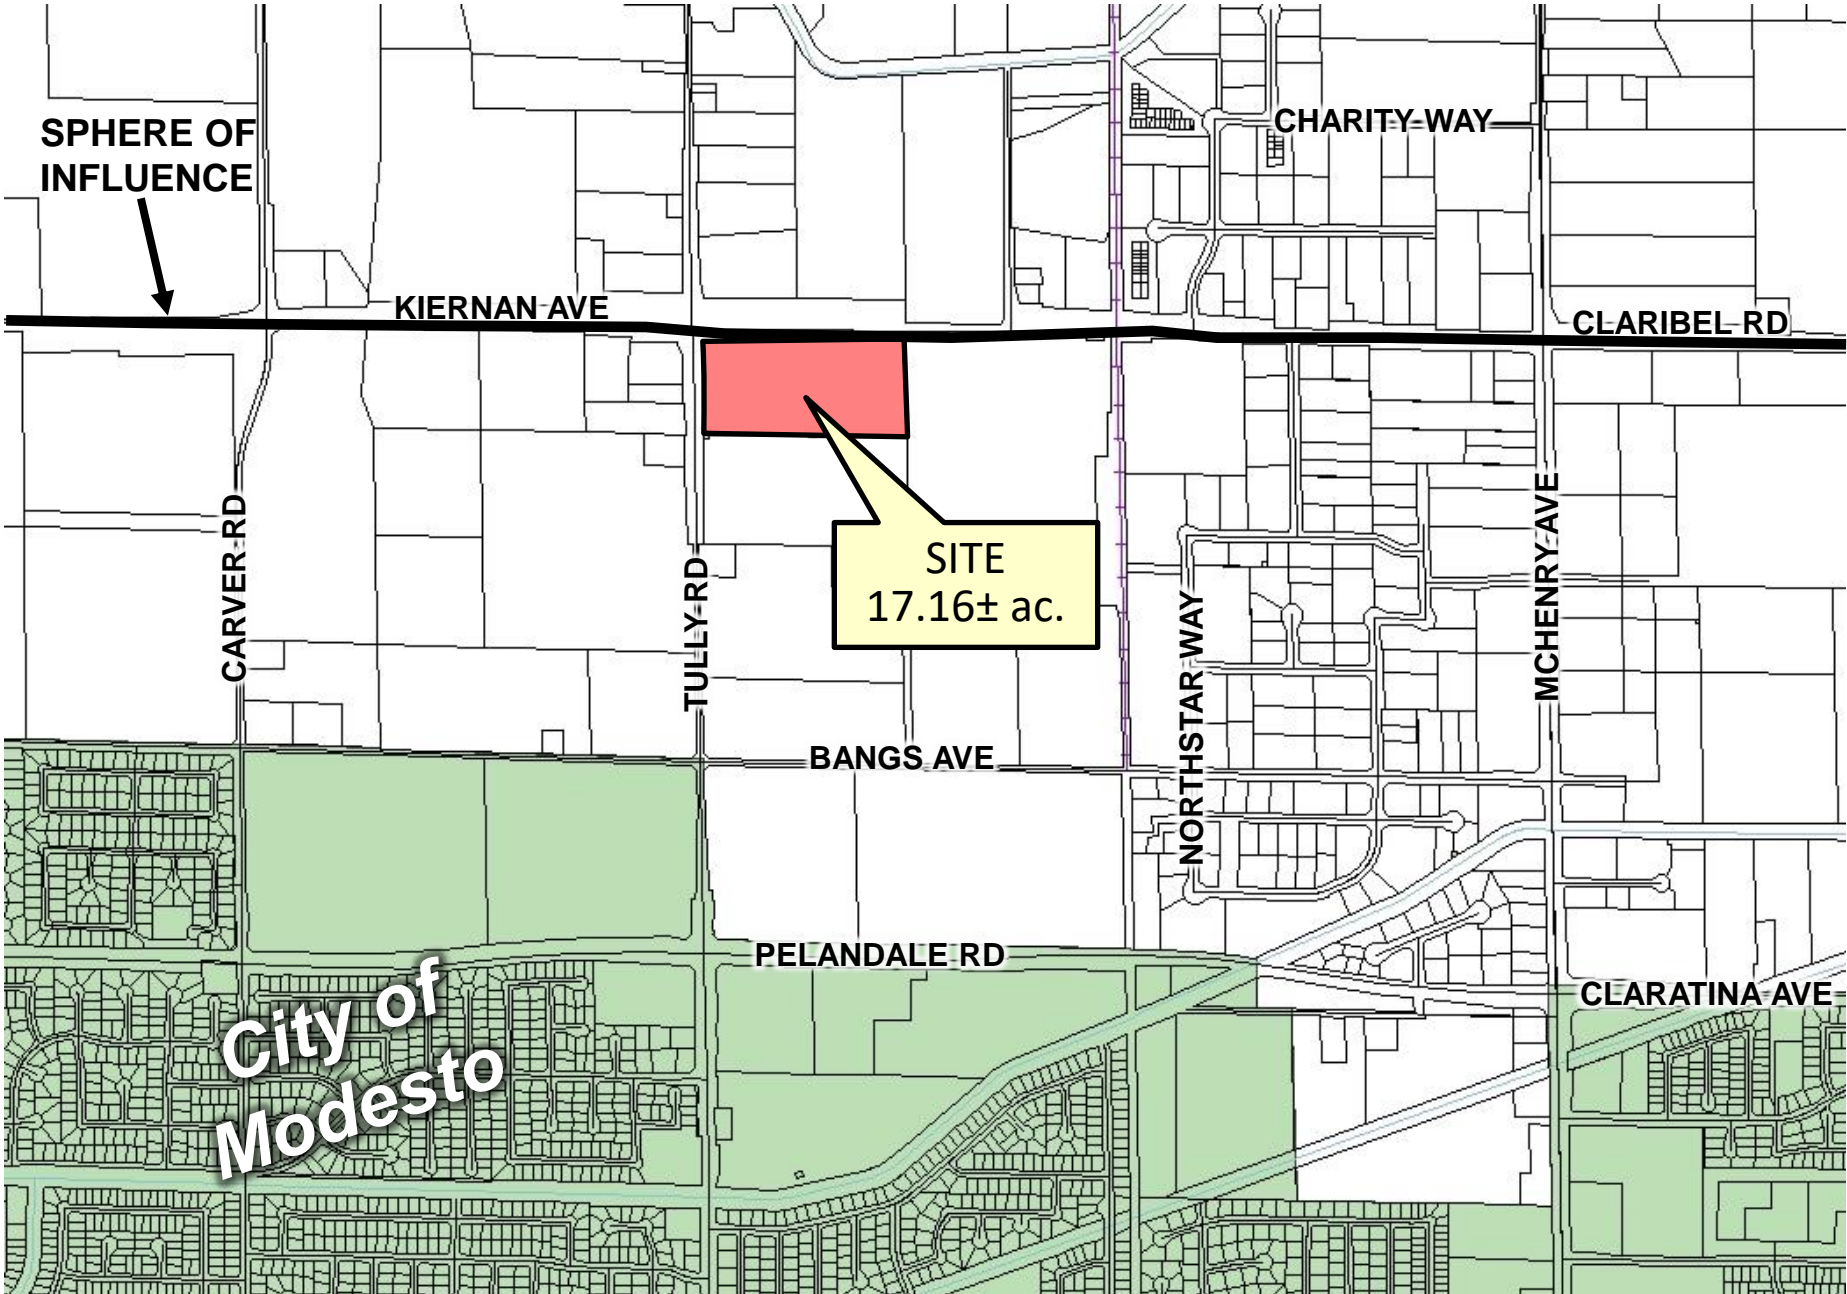 CHARITY WAY
SPHERE OF
INFLUENCE
KIERNAN AVE
CLARIBEL RD
CARVER RD
TULLY RD
SITE
17.16± ac.
NORTHSTAR WAY
MCHENRY AVE
BANGS AVE
PELANDALE RD
CLARATINA AVE
City of
Modesto